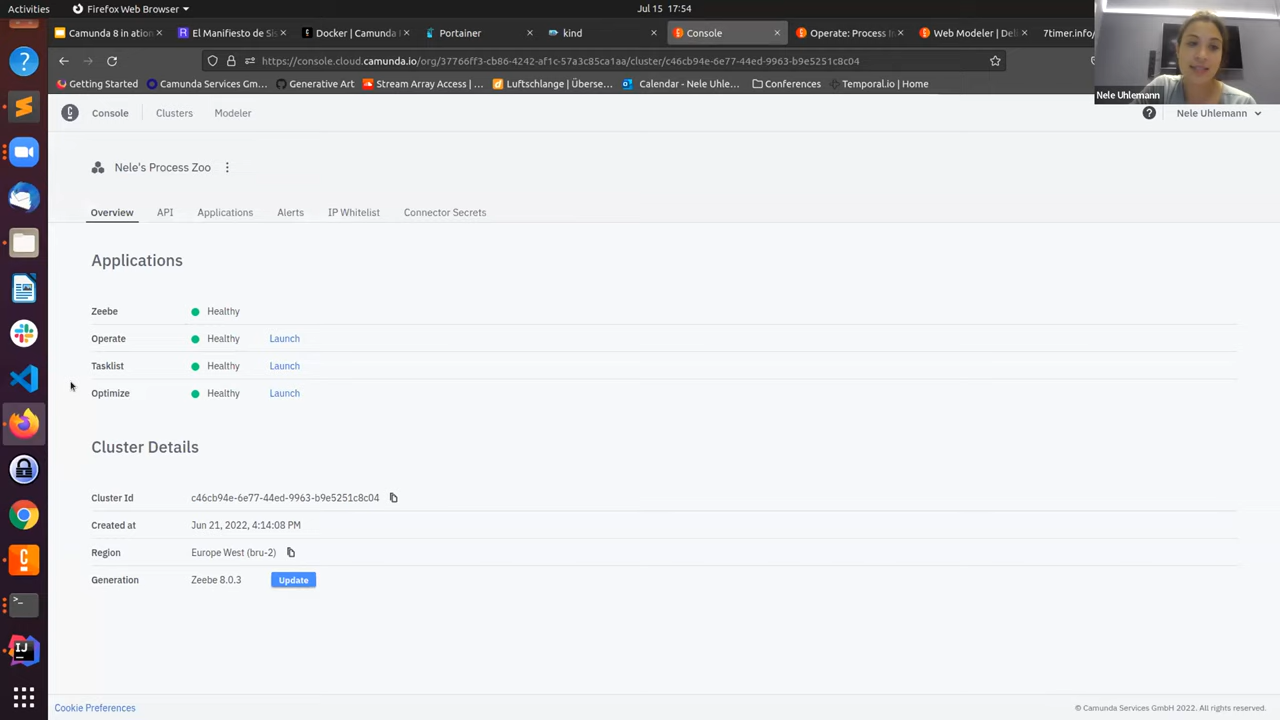 Activities
Firefox Web Browser
Jul 15 17:54
Camunda 8 in ation
El Manifiesto de Sis
Docker | Camunda
Portainer
kind
Console
Operate: Process In
Web Modeler | Del
7timer.info/
https://console.cloud.camunda.io/org/37766ff3-cb86-4242-af1c-57a3c85ca1aa/cluster/c46cb94e-6e77-44ed-9963-b9e5251c8c04
Getting Started
Camunda Services Gm...
Generative Art
Stream Array Access | ...
Luftschlange | Überse...
Calendar - Nele Uhle...
Conferences
Temporal.io | Home
Nele Uhlemann
Console
Clusters
Modeler
Nele Uhlemann
Nele's Process Zoo
Overview
API
Applications
Alerts
IP Whitelist
Connector Secrets
Applications
Zeebe Healthy
Operate Healthy Launch
Tasklist Healthy Launch
Optimize Healthy Launch
Cluster Details
Cluster Id c46cb94e-6e77-44ed-9963-b9e5251c8c04
Created at Jun 21, 2022, 4:14:08 PM
Region Europe West (bru-2)
Generation Zeebe 8.0.3 Update
Cookie Preferences
© Camunda Services GmbH 2022. All rights reserved.